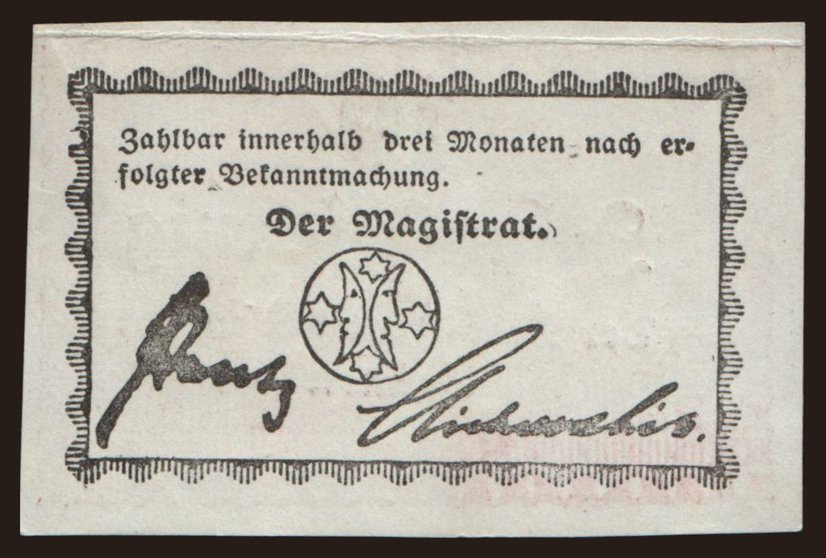 Zahlbar innerhalb drei Monaten nach er-
folgter Bekanntmachung.
Der Magistrat.